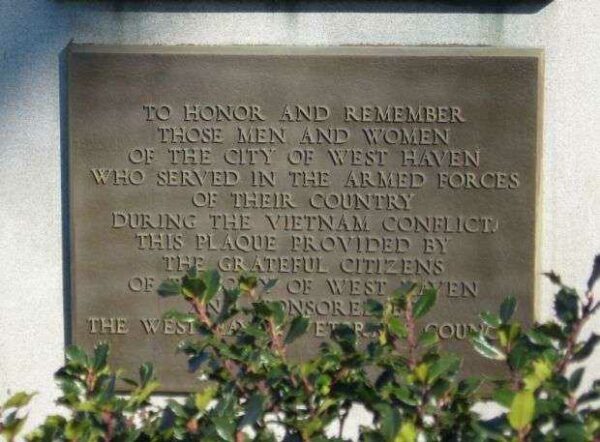 TO HONOR AND REMEMBER
THOSE MEN AND WOMEN
OF THE CITY OF WEST HAVEN
WHO SERVED IN THE ARMED FORCES
OF THEIR COUNTRY
DURING THE VIETNAM CONFLICT.
THIS PLAQUE PROVIDED BY
THE GRATEFUL CITIZENS
OF OF WEST HAVEN
THE WEST